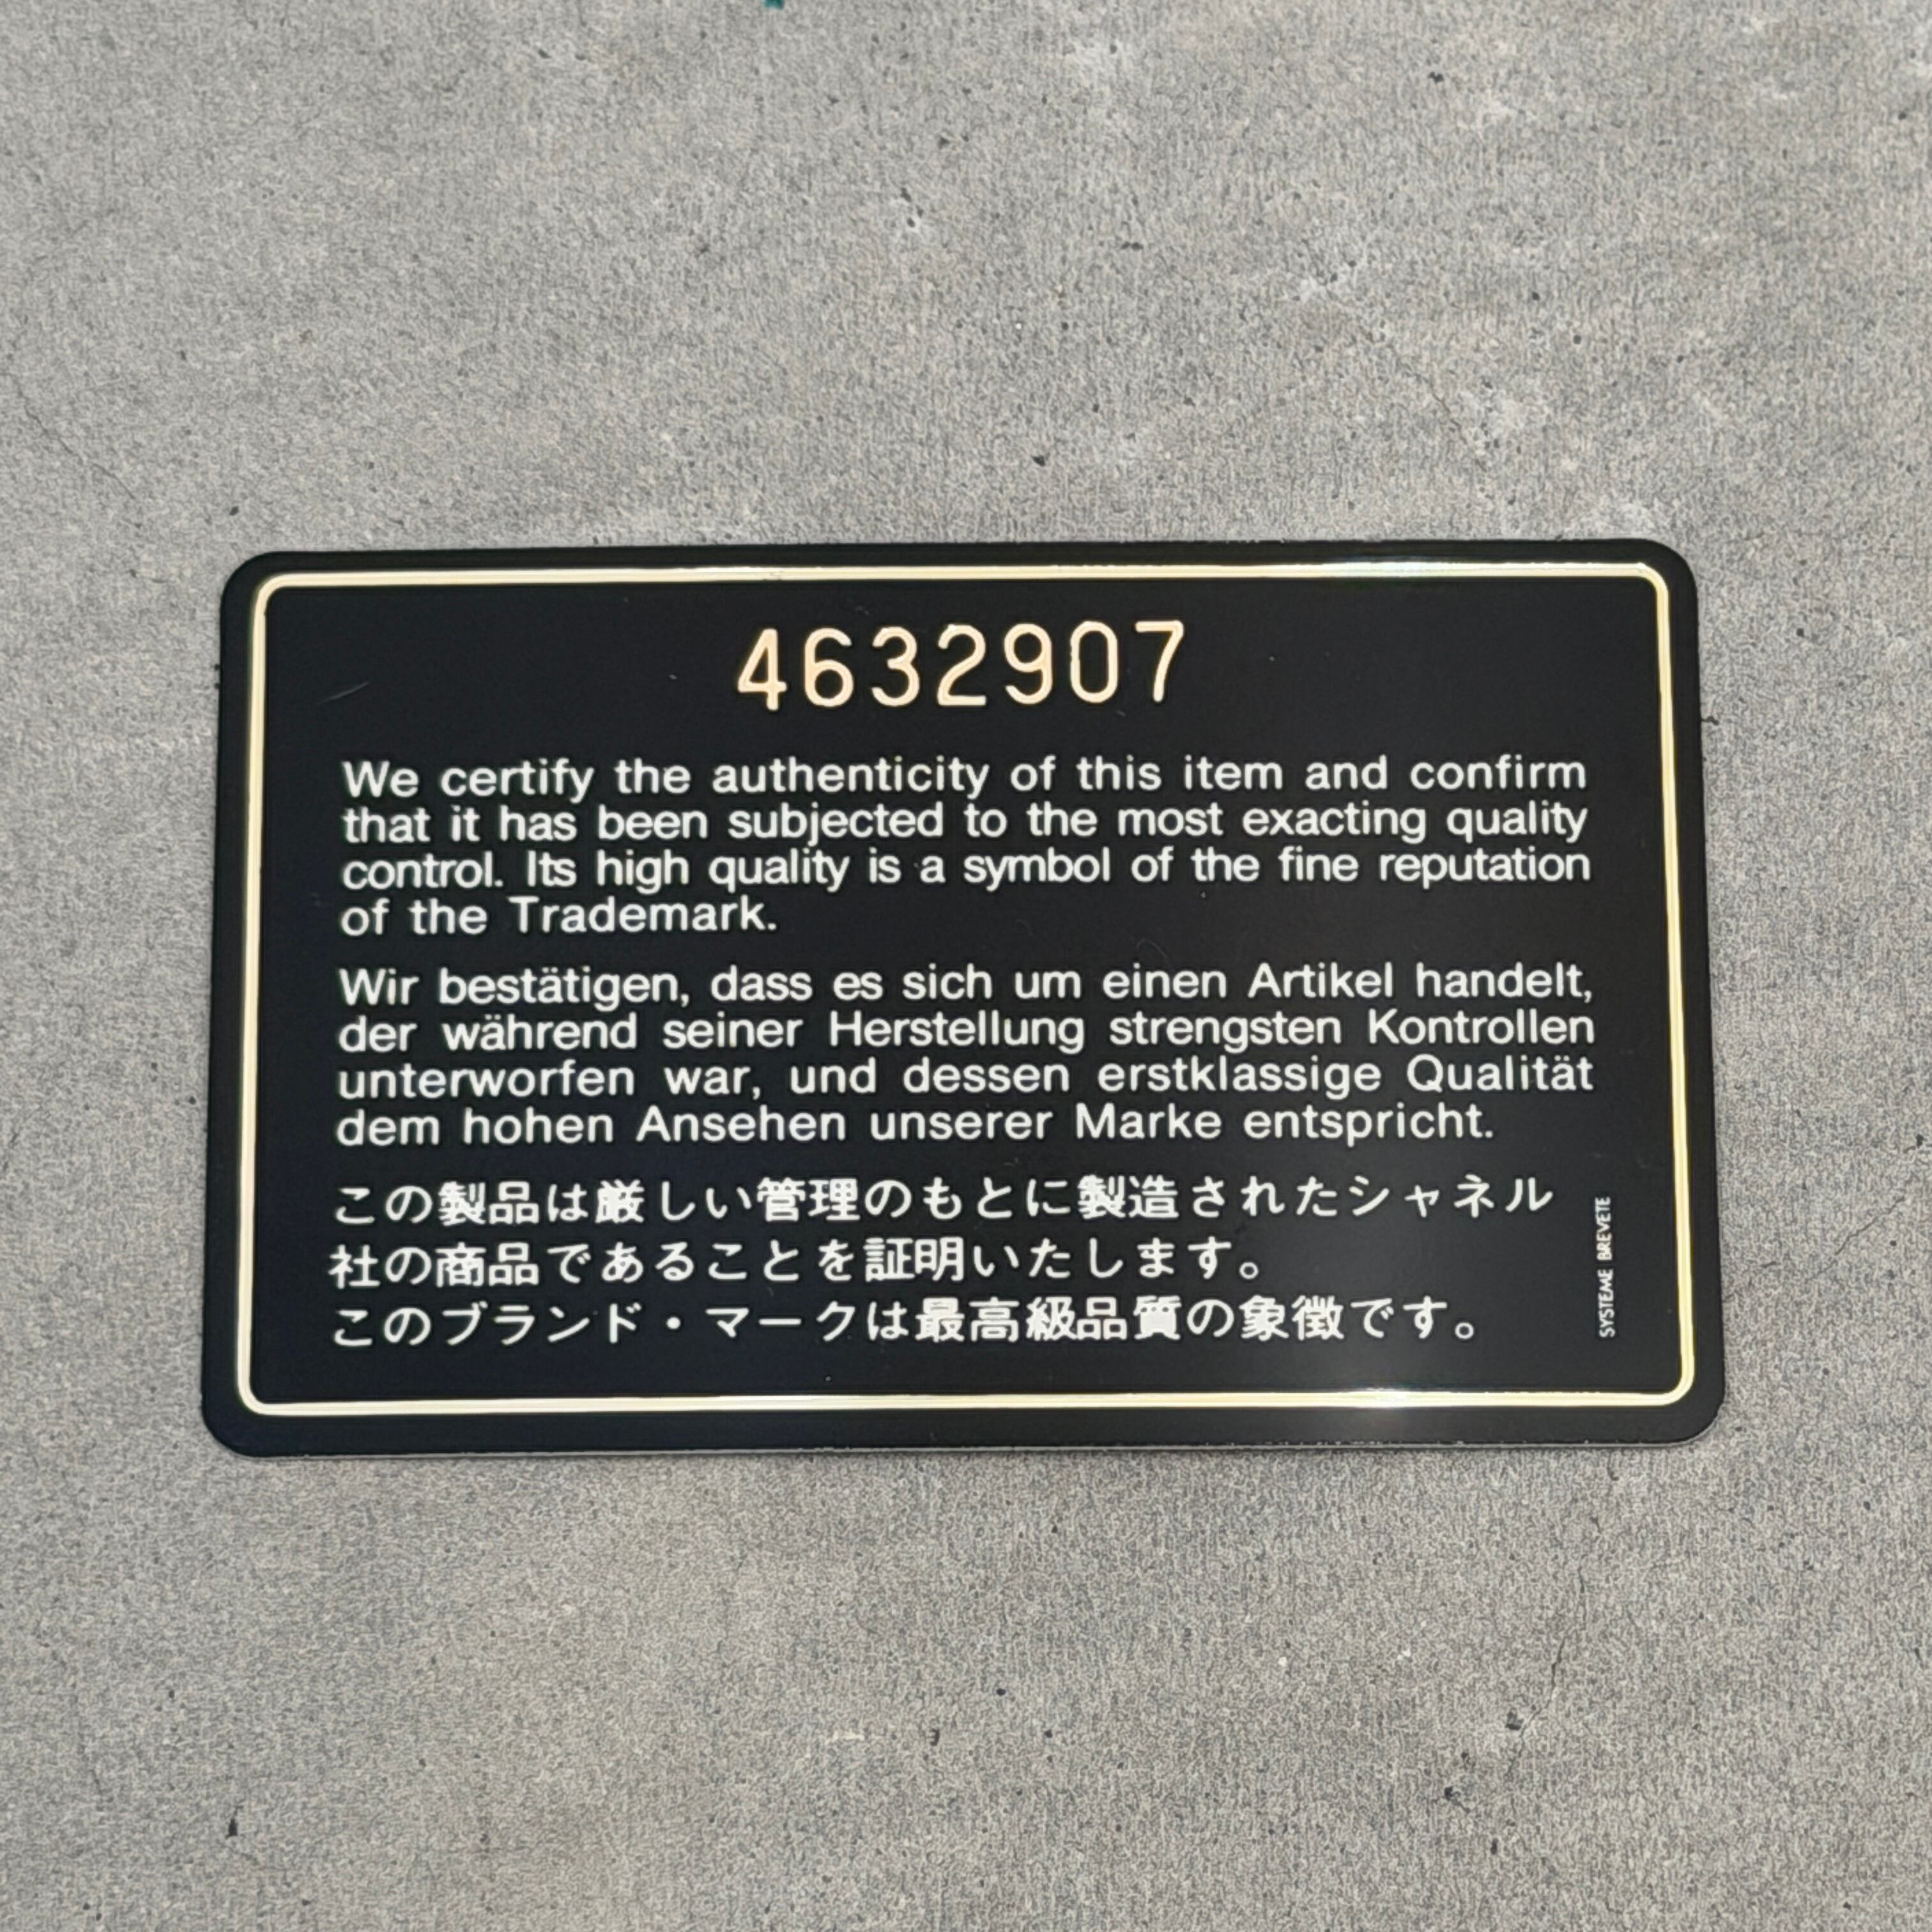 4632907
We certify the authenticity of this item and confirm
that it has been subjected to the most exacting quality
control. Its high quality is a symbol of the fine reputation
of the Trademark.
Wir bestätigen, dass es sich um einen Artikel handelt,
der während seiner Herstellung strengsten Kontrollen
unterworfen war, und dessen erstklassige Qualität
dem hohen Ansehen unserer Marke entspricht.
この製品は厳しい管理のもとに製造されたシャネル
社の商品であることを証明いたします。
このブランド・マークは最高級品質の象徴です。
SYSTEME BREVETE